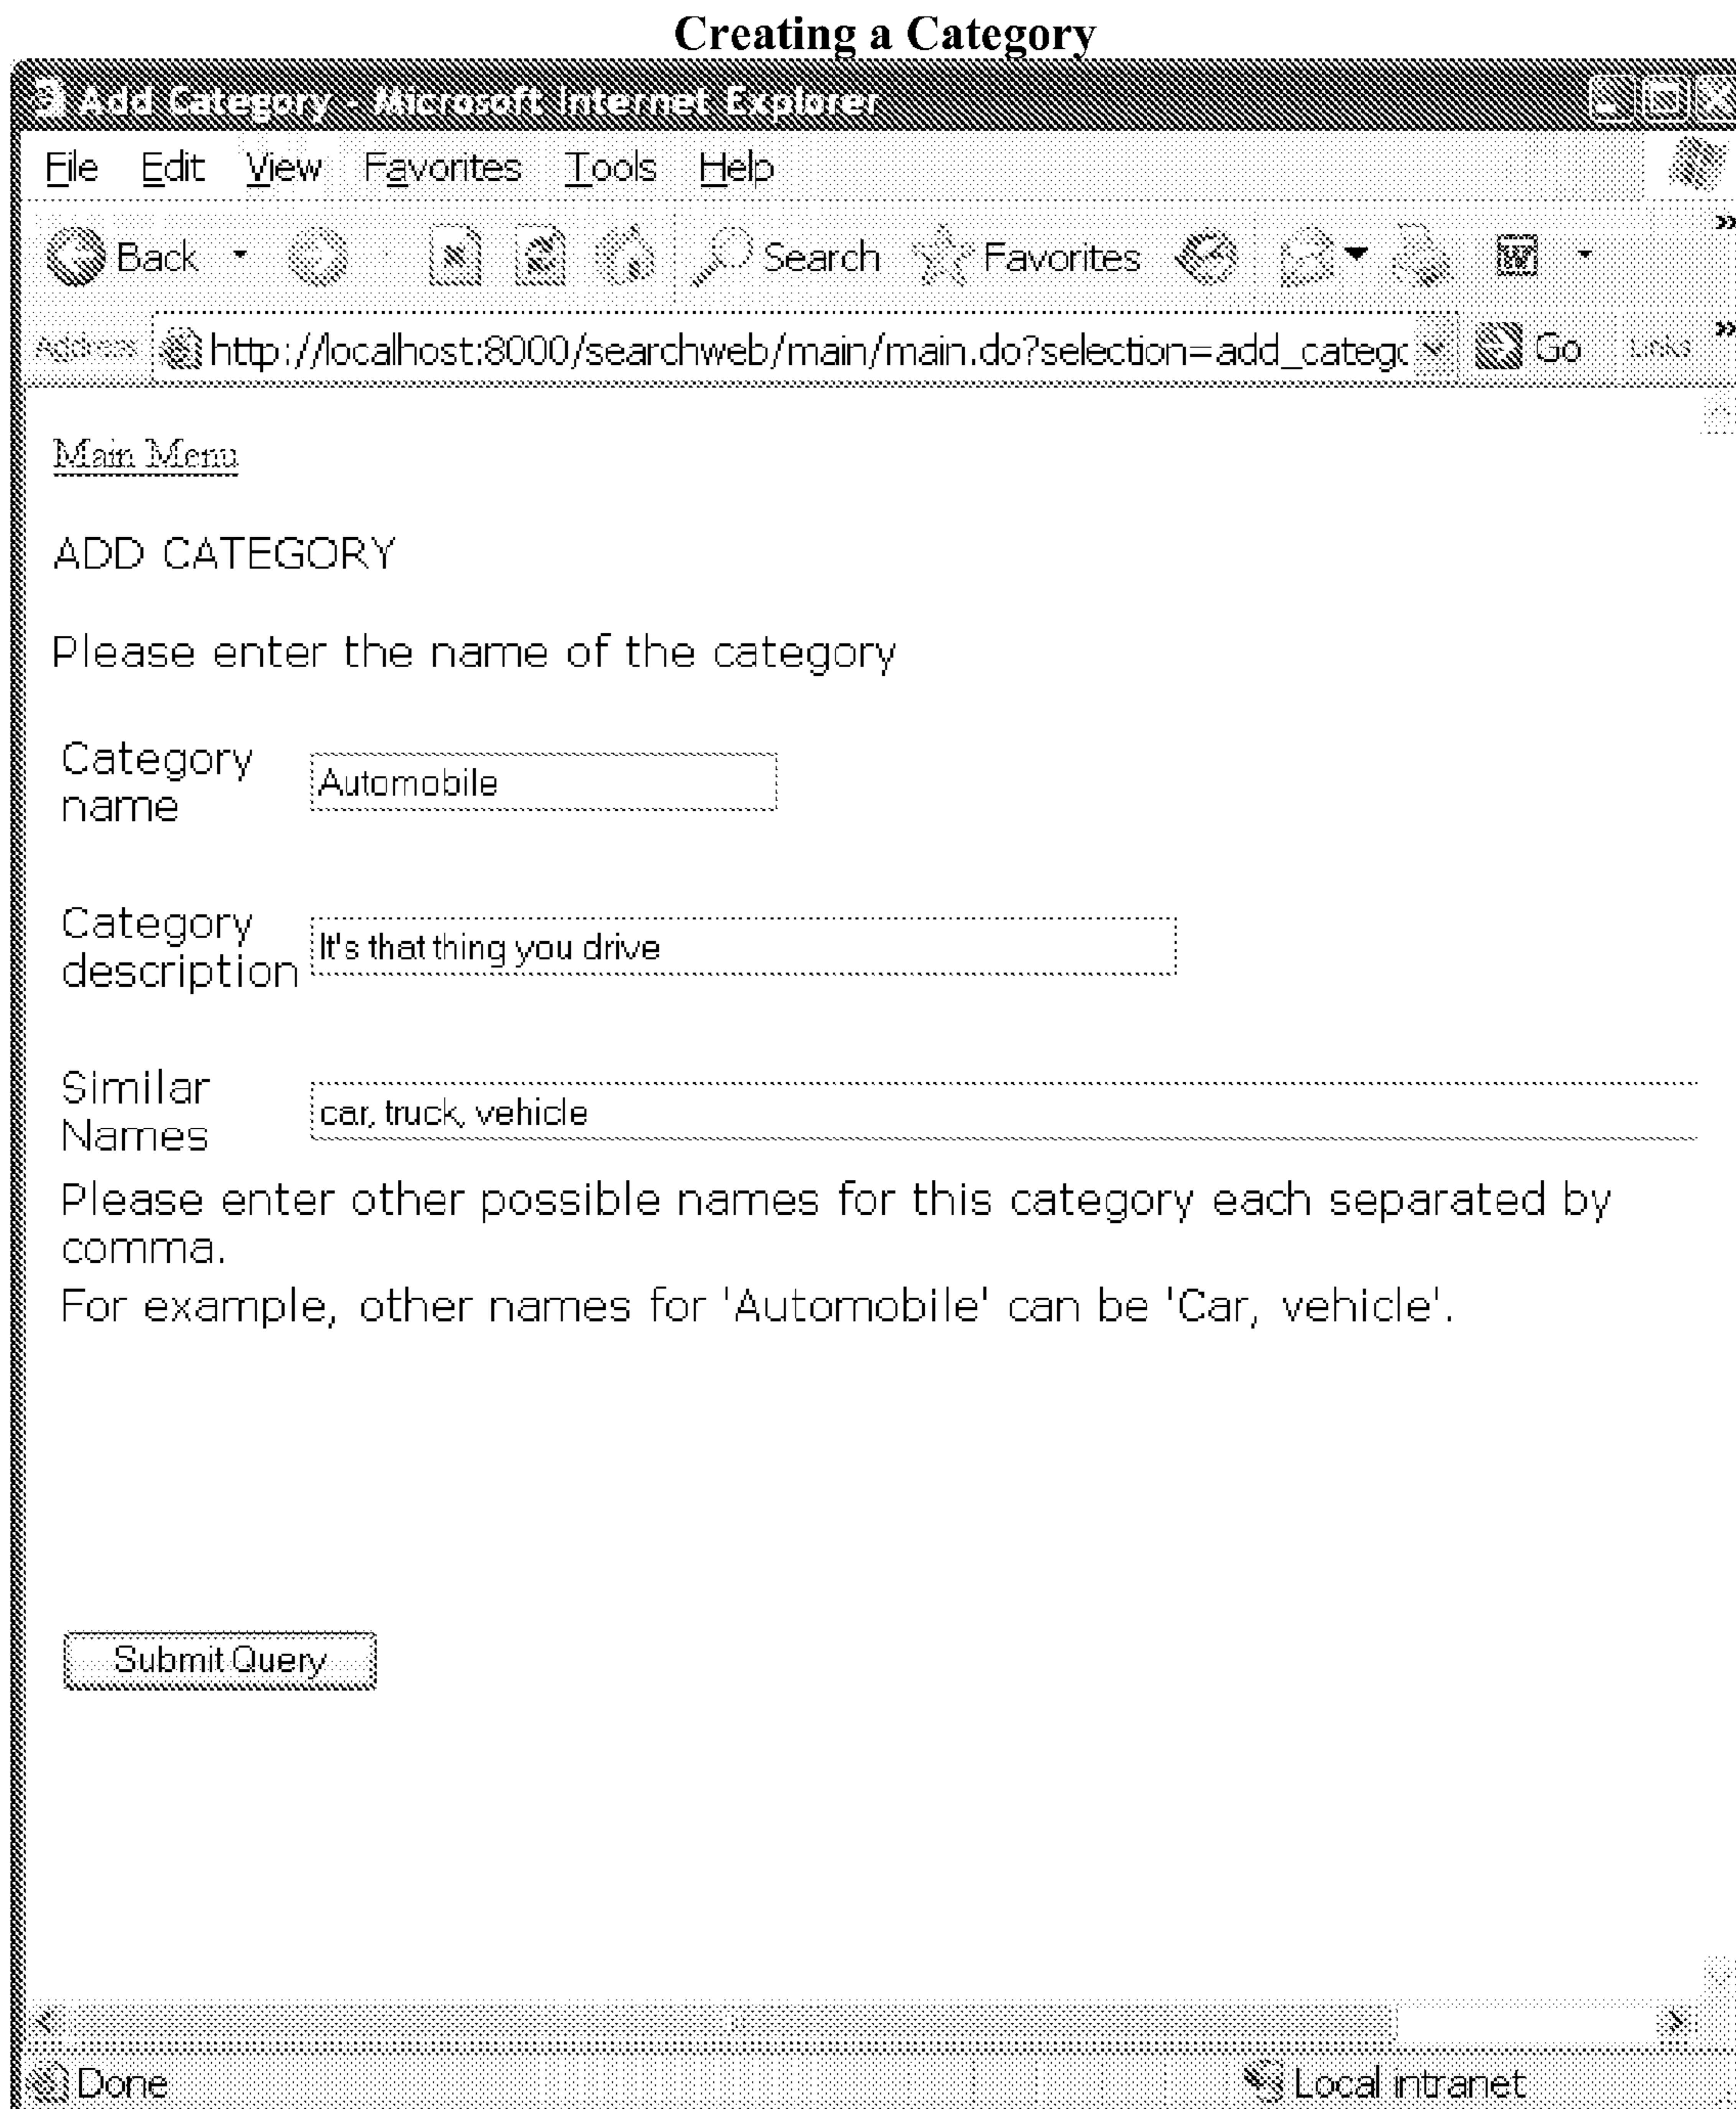 Creating a Category
Add Category - Microsoft Internet Explorer
File Edit View Favorites Tools Help
Back Search Favorites
Address http://localhost:8000/searchweb/main/main.do?selection=add_catego Go Links
Main Menu
ADD CATEGORY
Please enter the name of the category
Category
name
Automobile
Category
description
It's that thing you drive
Similar
Names
car, truck, vehicle
Please enter other possible names for this category each separated by
comma.
For example, other names for 'Automobile' can be 'Car, vehicle'.
Submit Query
Done Local intranet